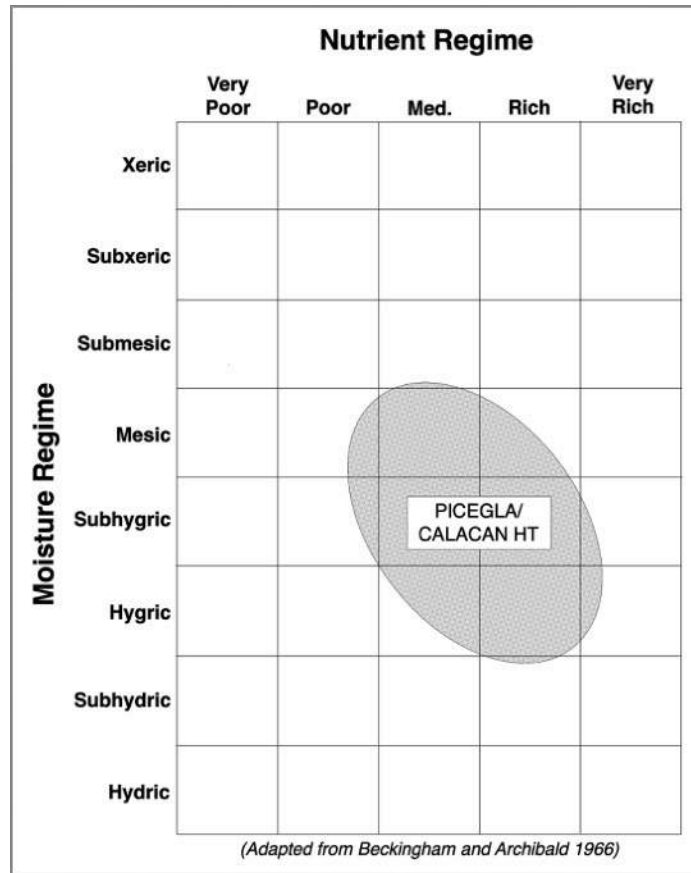 Nutrient Regime
Very Poor
Poor
Med.
Rich
Very Rich
Moisture Regime
Xeric
Subxeric
Submesic
Mesic
Subhygric
Hygric
Subhydric
Hydric
PICEGLA/
CALACAN HT
(Adapted from Beckingham and Archibald 1966)